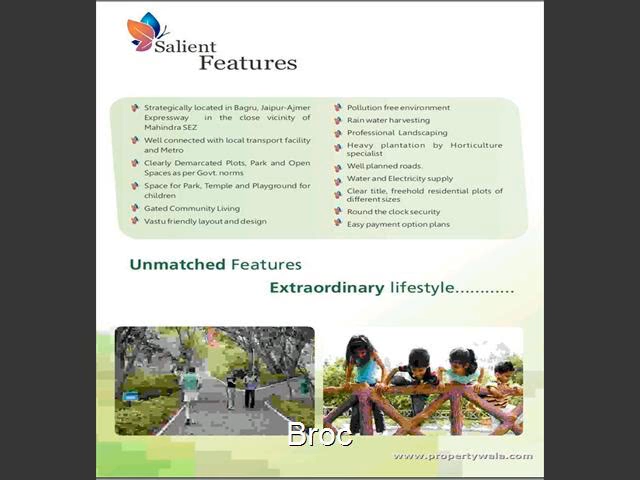 Salient
Features
Strategically located in Bagru, Jaipur-Ajmer
Expressway in the close vicinity of
Mahindra SEZ
Well connected with local transport facility
and Metro
Clearly Demarcated Plots, Park and Open
Spaces as per Govt. norms
Space for Park, Temple and Playground for
children
Gated Community Living
Vastu friendly layout and design
Pollution free environment
Rain water harvesting
Professional Landscaping
Heavy plantation by Horticulture
specialist
Well planned roads.
Water and Electricity supply
Clear title, freehold residential plots of
different sizes
Round the clock security
Easy payment option plans
Unmatched Features
Extraordinary lifestyle............
Broc
www.propertywala.com